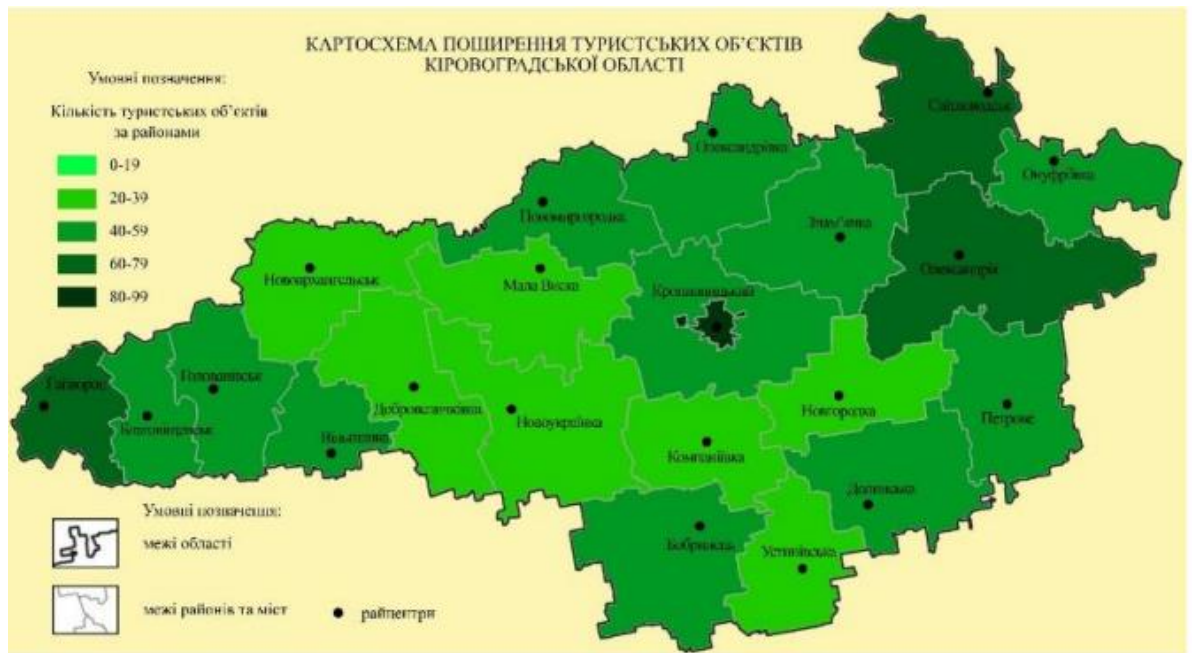 КАРТОСХЕМА ПОШИРЕННЯ ТУРИСТСЬКИХ ОБ’ЄКТІВ
КІРОВОГРАДСЬКОЇ ОБЛАСТІ
Умовні позначення:
Кількість туристських об’єктів
за районами
0-19
20-39
40-59
60-79
80-99
Світловодськ
Олександрівка
Онуфріївка
Новомиргородка
Знам’янка
Олександрія
Новоархангельськ
Мала Виска
Кропивницький
Гайворон
Голованівськ
Благовіщенськ
Добровеличківка
Новоукраїнка
Новгородка
Петрове
Вільшанка
Компаніївка
Долинська
Бобринець
Устинівка
Умовні позначення:
межі області
межі районів та міст
райцентри